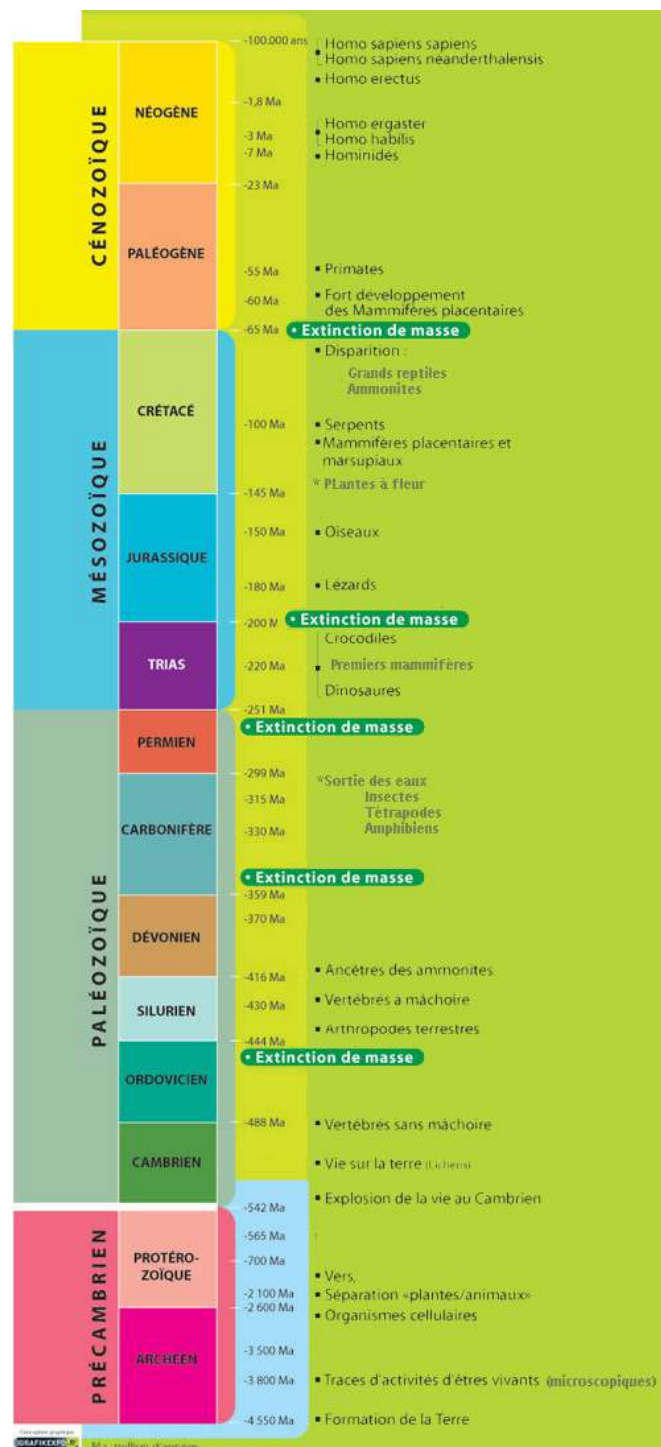 CÉNOZOÏQUE
NÉOGÈNE
PALÉOGÈNE
-100.000 ans
Homo sapiens sapiens
Homo sapiens neanderthalensis
Homo erectus
-1,8 Ma
Homo ergaster
-3 Ma
Homo habilis
-7 Ma
Hominidés
-23 Ma
-55 Ma
Primates
-60 Ma
Fort développement
des Mammifères placentaires
-65 Ma
• Extinction de masse
MÉSOZOÏQUE
CRÉTACÉ
JURASSIQUE
TRIAS
Disparition :
Grands reptiles
Ammonites
-100 Ma
Serpents
Mammifères placentaires et
marsupiaux
* PLantes à fleur
-145 Ma
-150 Ma
Oiseaux
-180 Ma
Lézards
-200 M
• Extinction de masse
Crocodiles
-220 Ma
Premiers mammifères
Dinosaures
-251 Ma
• Extinction de masse
PALÉOZOÏQUE
PERMIEN
CARBONIFÈRE
DÉVONIEN
SILURIEN
ORDOVICIEN
CAMBRIEN
-299 Ma
*Sortie des eaux
-315 Ma
Insectes
Tétrapodes
-330 Ma
Amphibiens
• Extinction de masse
-359 Ma
-370 Ma
-416 Ma
Ancêtres des ammonites
-430 Ma
Vertébrés à mâchoire
Arthropodes terrestres
-444 Ma
• Extinction de masse
-488 Ma
Vertébrés sans mâchoire
Vie sur la terre (Lichens)
Explosion de la vie au Cambrien
-542 Ma
PRÉCAMBRIEN
PROTÉRO-
ZOÏQUE
ARCHÉEN
-565 Ma
-700 Ma
Vers,
-2 100 Ma
Séparation «plantes/animaux»
-2 600 Ma
Organismes cellulaires
-3 500 Ma
-3 800 Ma
Traces d'activités d'êtres vivants (microscopiques)
-4 550 Ma
Formation de la Terre